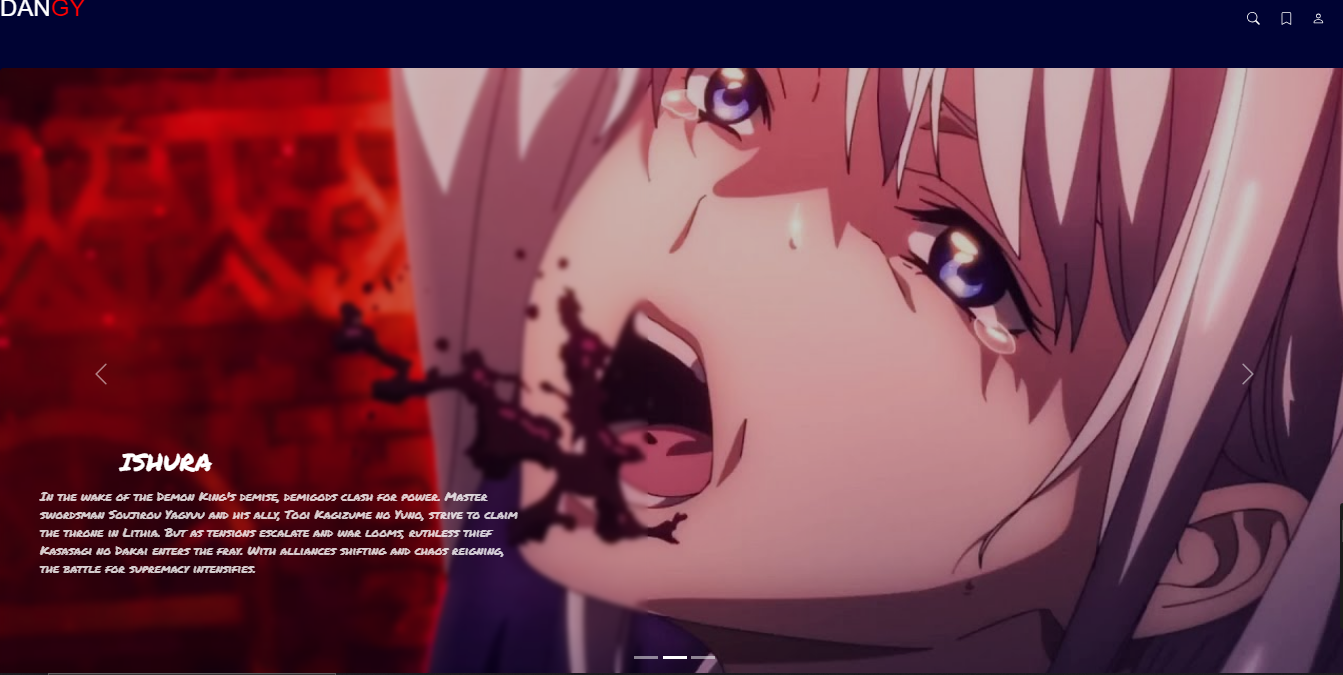 DANGY
ISHURA
In the wake of the Demon King's demise, demigods clash for power. Master
swordsman Soujirou Yagyuu and his ally, Tooi Kagizume no Yuno, strive to claim
the throne in Lithia. But as tensions escalate and war looms, ruthless thief
Kasasagi no Dakai enters the fray. With alliances shifting and chaos reigning,
the battle for supremacy intensifies.